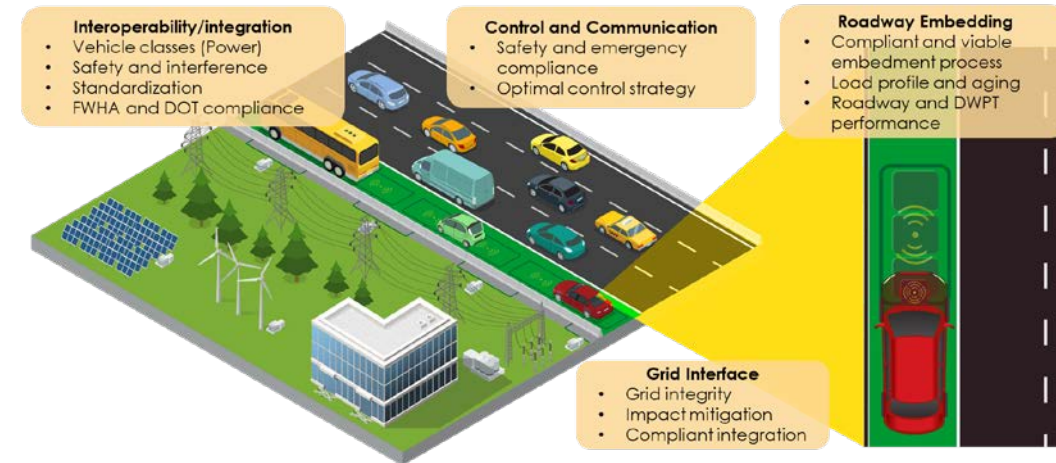 Interoperability/integration
• Vehicle classes (Power)
• Safety and interference
• Standardization
• FWHA and DOT compliance
Control and Communication
• Safety and emergency
compliance
• Optimal control strategy
Roadway Embedding
• Compliant and viable
embedment process
• Load profile and aging
• Roadway and DWPT
performance
Grid Interface
• Grid integrity
• Impact mitigation
• Compliant integration